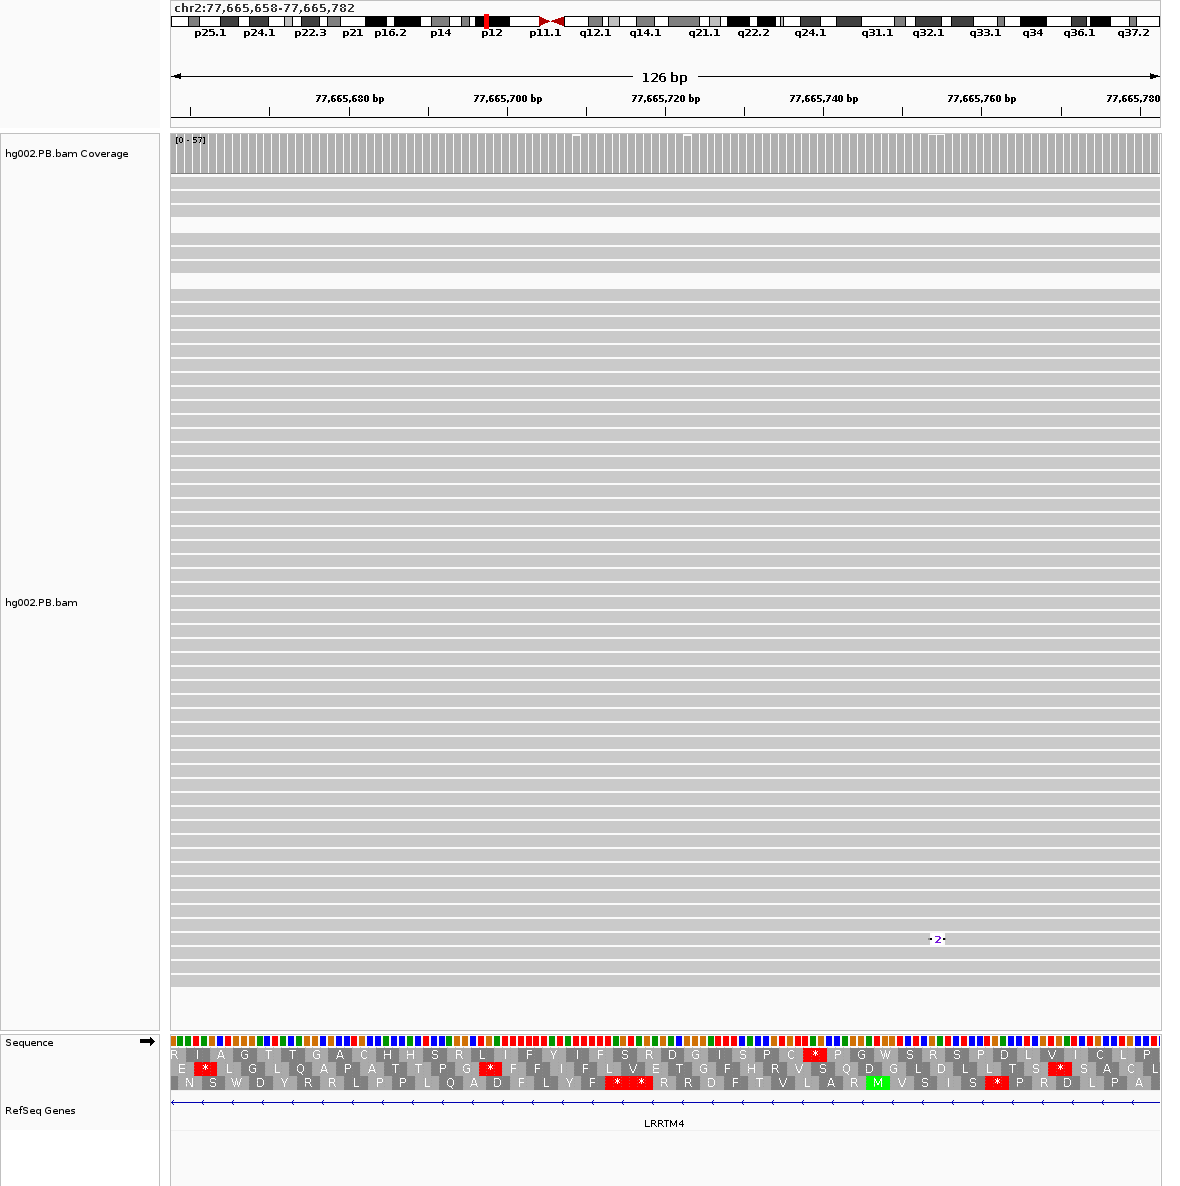 chr2:77,665,658-77,665,782
p25.1 p24.1 p22.3 p21 p16.2 p14 p12 p11.1 q12.1 q14.1 q21.1 q22.2 q24.1 q31.1 q32.1 q33.1 q34 q36.1 q37.2
126 bp
77,665,680 bp 77,665,700 bp 77,665,720 bp 77,665,740 bp 77,665,760 bp 77,665,780
hg002.PB.bam Coverage
[0 - 57]
hg002.PB.bam
2
Sequence
R I A G T T G A C H H S R L I F Y I F S R D G I S P C * P G W S R S P D L V I C L P
E * L G L Q A P A T T P G * F F I F L V E T G F H R V S Q D G L D L L T S * S A C L
N S W D Y R R L P P L Q A D F L Y F * * R R D F T V L A R M V S I S * P R D L P A
RefSeq Genes
LRRTM4